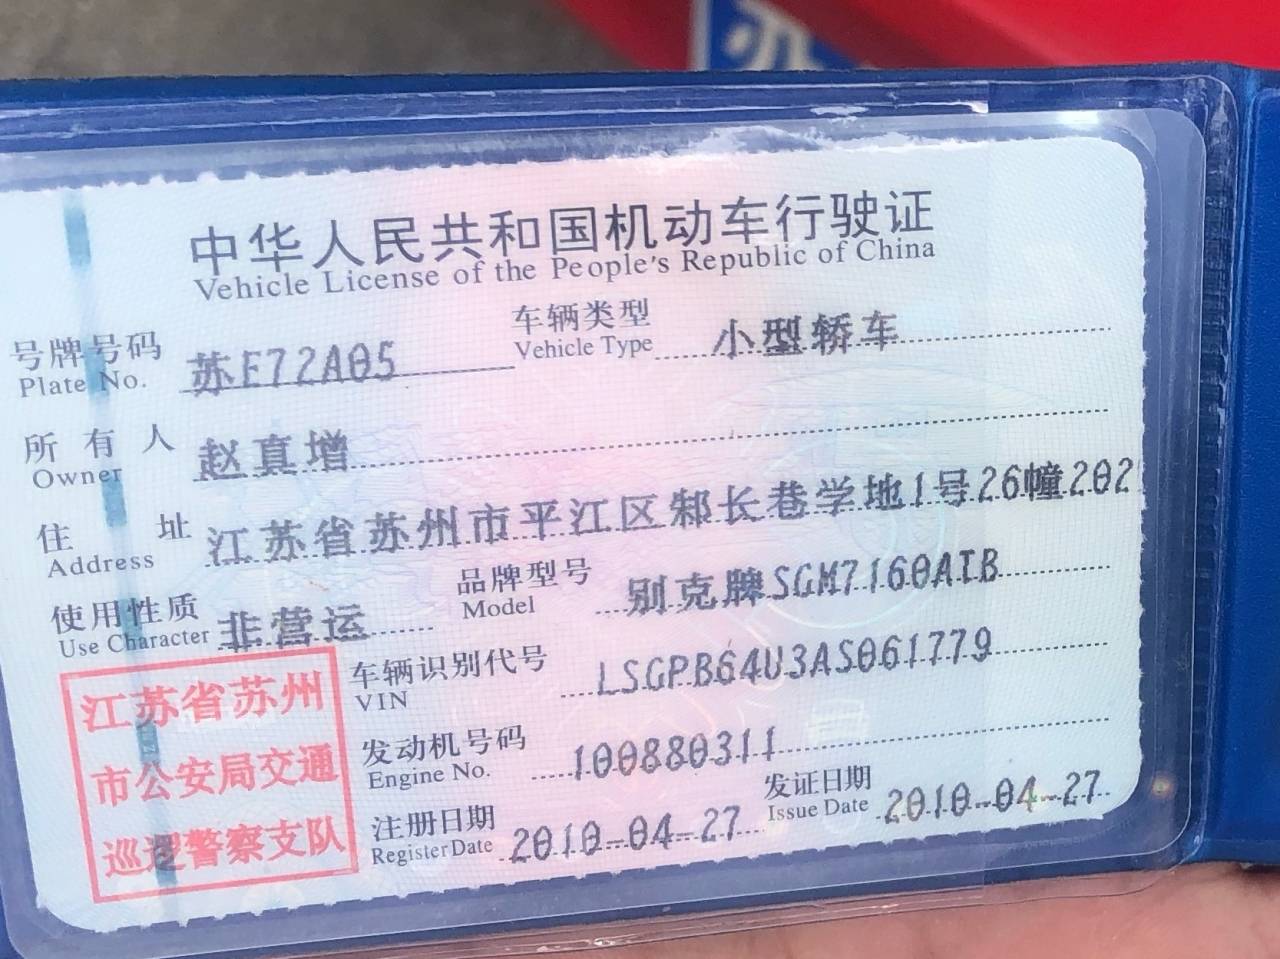 苏
中华人民共和国机动车行驶证
Vehicle License of the People's Republic of China
号牌号码 苏E72A05 车辆类型 小型轿车
Plate No. Vehicle Type
所有人 赵真增
Owner
住址 江苏省苏州市平江区邾长巷学地1号26幢202
Address
使用性质 非营运 品牌型号 别克牌SGM7160ATB
Use Character Model
车辆识别代号 LSGPB64U3AS061779
VIN
发动机号码 100880311
Engine No.
注册日期 2010-04-27 发证日期 2010-04-27
Register Date Issue Date
江苏省苏州
市公安局交通
巡逻警察支队